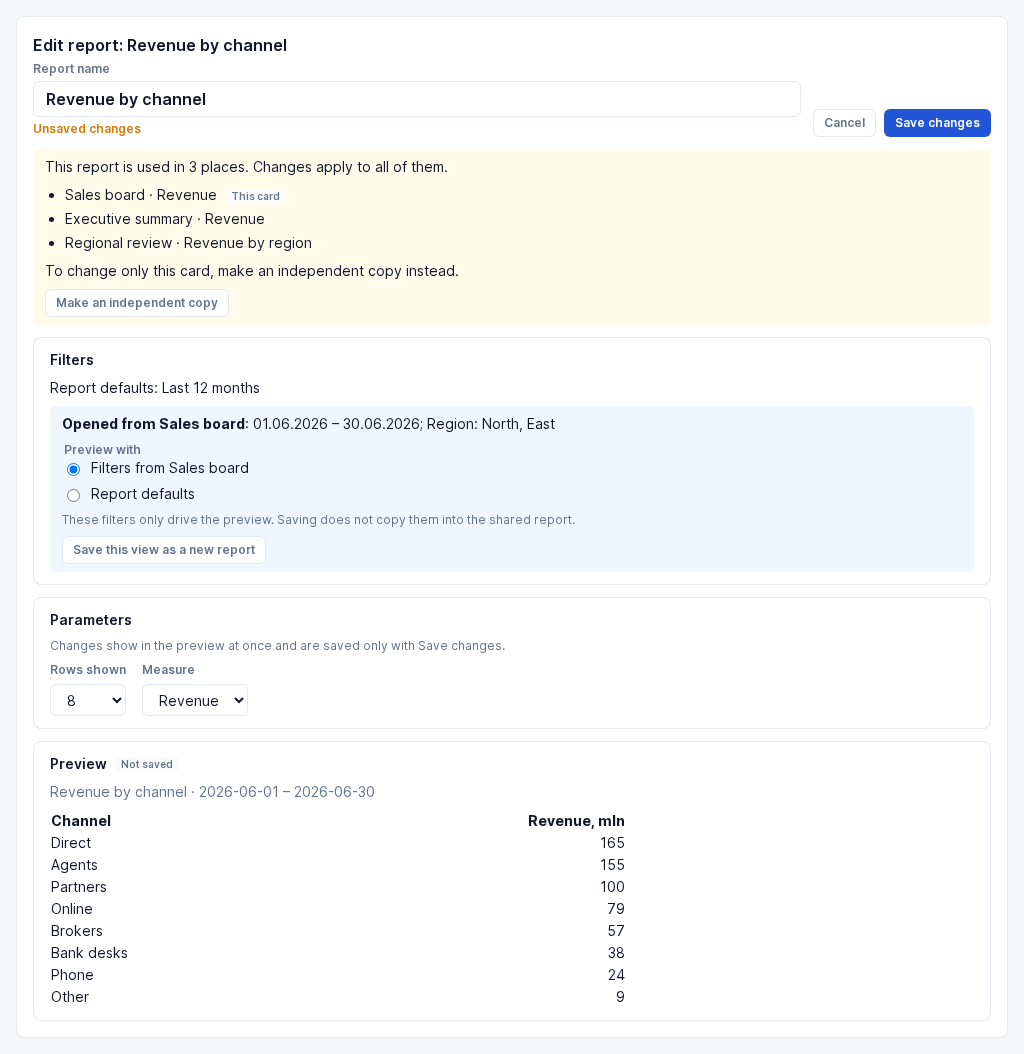 Edit report: Revenue by channel
Report name
Revenue by channel
Unsaved changes
Cancel
Save changes
This report is used in 3 places. Changes apply to all of them.
Sales board · Revenue This card
Executive summary · Revenue
Regional review · Revenue by region
To change only this card, make an independent copy instead.
Make an independent copy
Filters
Report defaults: Last 12 months
Opened from Sales board: 01.06.2026 – 30.06.2026; Region: North, East
Preview with
Filters from Sales board
Report defaults
These filters only drive the preview. Saving does not copy them into the shared report.
Save this view as a new report
Parameters
Changes show in the preview at once and are saved only with Save changes.
Rows shown Measure
8 Revenue
Preview Not saved
Revenue by channel · 2026-06-01 – 2026-06-30
Channel Revenue, mln
Direct 165
Agents 155
Partners 100
Online 79
Brokers 57
Bank desks 38
Phone 24
Other 9